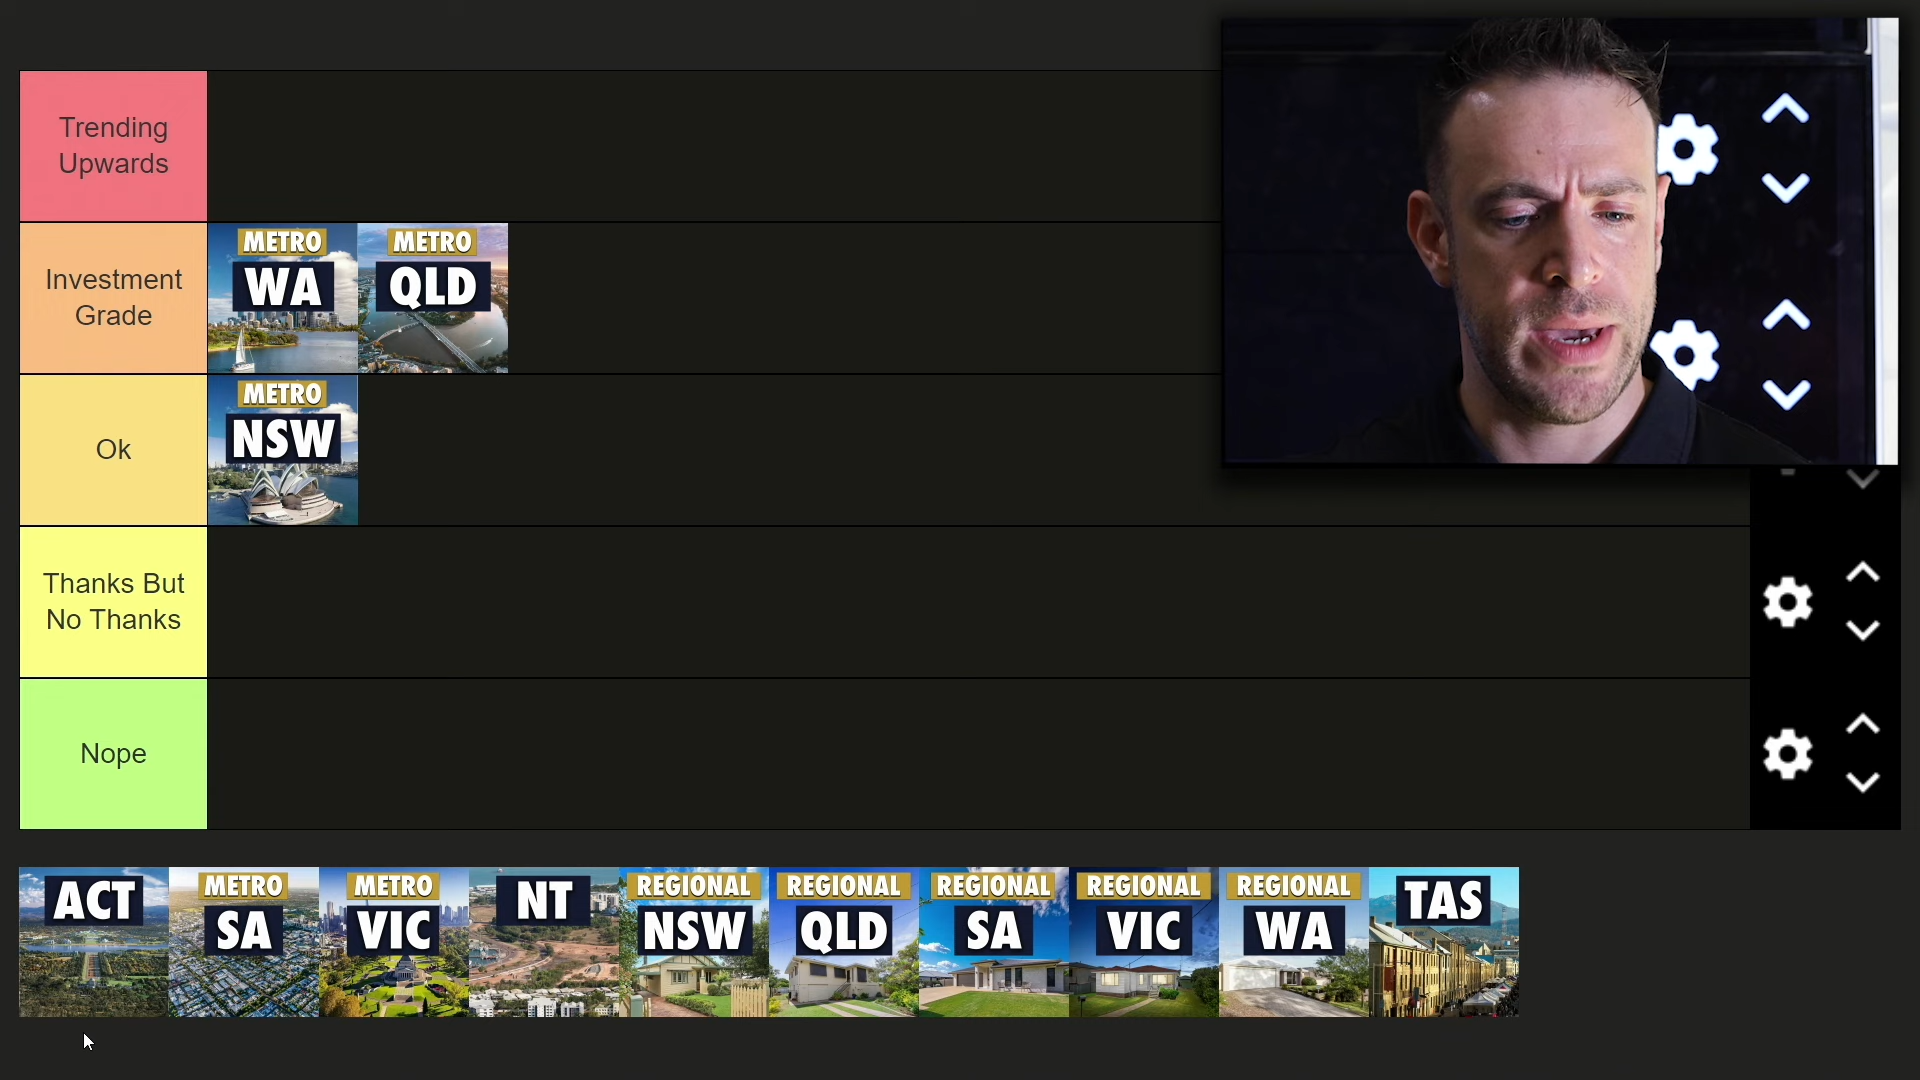 Trending
Upwards
Investment
Grade
METRO
WA
METRO
QLD
Ok
METRO
NSW
Thanks But
No Thanks
Nope
ACT
METRO
SA
METRO
VIC
NT
REGIONAL
NSW
REGIONAL
QLD
REGIONAL
SA
REGIONAL
VIC
REGIONAL
WA
TAS